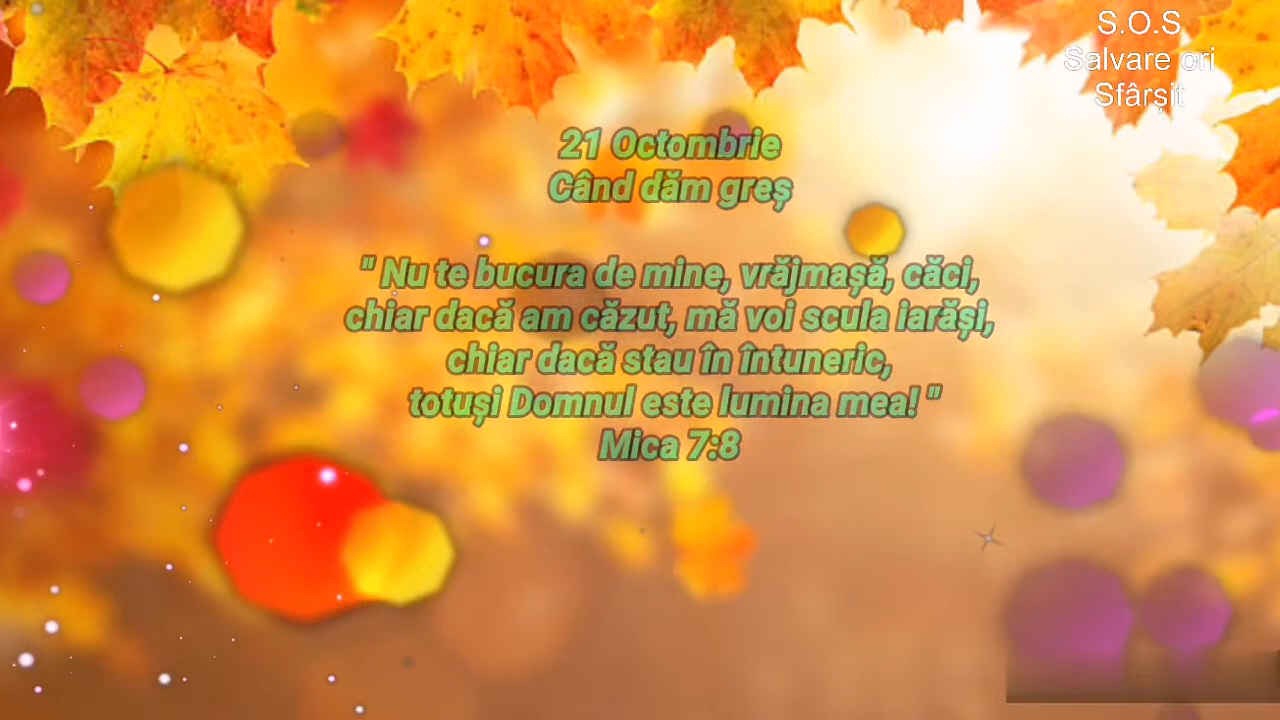 S.O.S
Salvare ori
Sfârșit
21 Octombrie
Când dăm greș
" Nu te bucura de mine, vrăjmașă, căci,
chiar dacă am căzut, mă voi scula iarăși,
chiar dacă stau în întuneric,
totuși Domnul este lumina mea! "
Mica 7:8